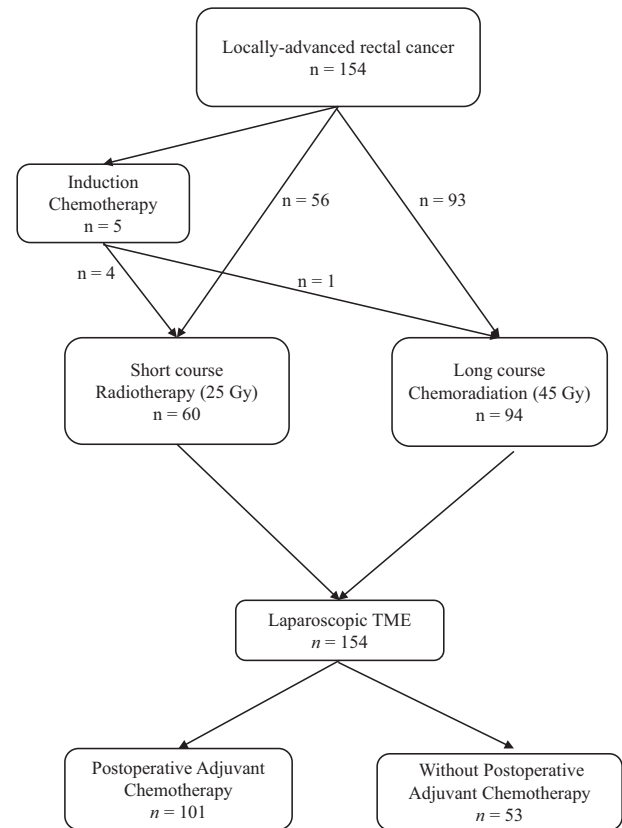 Locally-advanced rectal cancer
n = 154
Induction
Chemotherapy
n = 5
n = 56
n = 93
n = 4
n = 1
Short course
Radiotherapy (25 Gy)
n = 60
Long course
Chemoradiation (45 Gy)
n = 94
Laparoscopic TME
n = 154
Postoperative Adjuvant
Chemotherapy
n = 101
Without Postoperative
Adjuvant Chemotherapy
n = 53